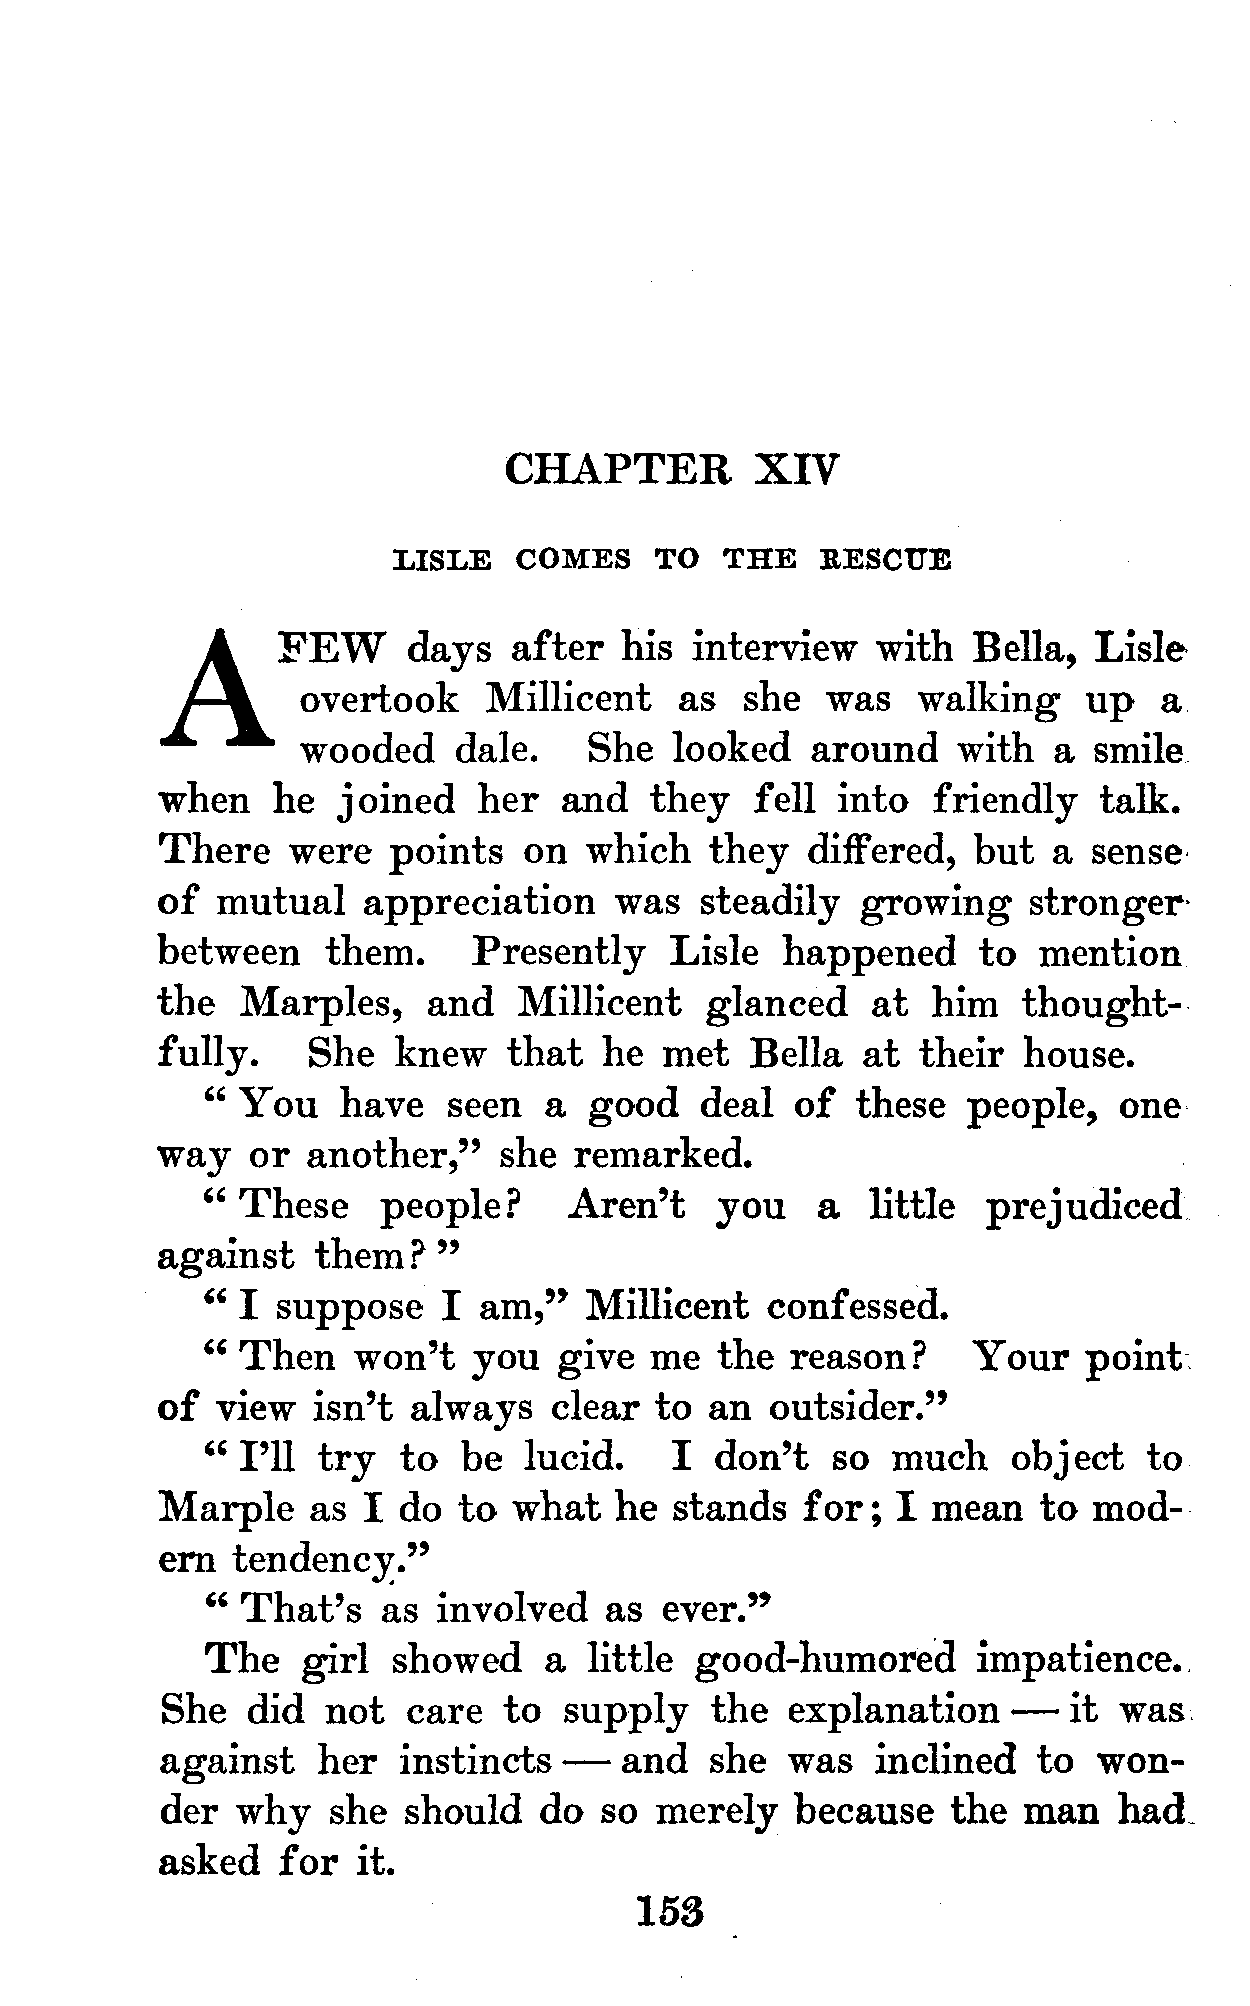 CHAPTER XIV
LISLE COMES TO THE RESCUE
A FEW days after his interview with Bella, Lisle
overtook Millicent as she was walking up a
wooded dale. She looked around with a smile
when he joined her and they fell into friendly talk.
There were points on which they differed, but a sense
of mutual appreciation was steadily growing stronger
between them. Presently Lisle happened to mention
the Marples, and Millicent glanced at him thought-
fully. She knew that he met Bella at their house.
“ You have seen a good deal of these people, one
way or another,” she remarked.
“ These people? Aren’t you a little prejudiced
against them? ”
“ I suppose I am,” Millicent confessed.
“ Then won’t you give me the reason? Your point
of view isn’t always clear to an outsider.”
“ I’ll try to be lucid. I don’t so much object to
Marple as I do to what he stands for; I mean to mod-
ern tendency.”
“ That’s as involved as ever.”
The girl showed a little good-humored impatience.
She did not care to supply the explanation — it was
against her instincts — and she was inclined to won-
der why she should do so merely because the man had
asked for it.
153